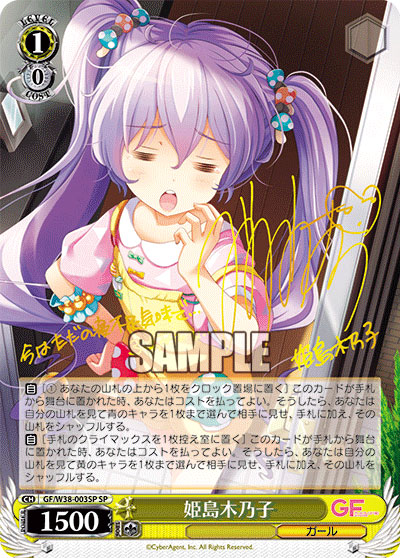 LEVEL
1
0
COST
今はただの
姫島木乃子
SAMPLE
自 [① あなたの山札の上から1枚をクロック置場に置く] このカードが手札
から舞台に置かれた時、あなたはコストを払ってよい。そうしたら、あなたは
自分の山札を見て黄のキャラを1枚まで選んで相手に見せ、手札に加え、その
山札をシャッフルする。
自 [手札のクライマックスを1枚控え室に置く] このカードが手札から舞台
に置かれた時、あなたはコストを払ってよい。そうしたら、あなたは自分の山
札を見て青のキャラを1枚まで選んで相手に見せ、手札に加え、その山札をシ
ャッフルする。
CH GF/W38-003SP SP
POWER
1500
姫島木乃子
GF
ガール
©CyberAgent, Inc. All Rights Reserved.